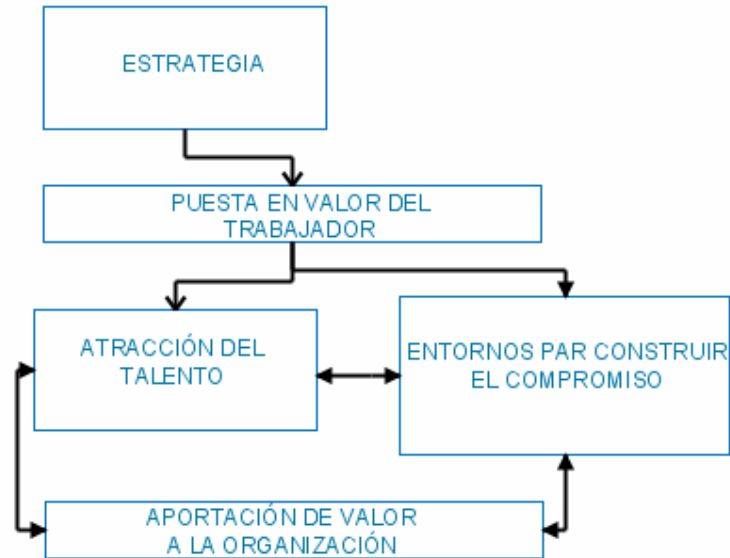 ESTRATEGIA
PUESTA EN VALOR DEL
TRABAJADOR
ATRACCIÓN DEL
TALENTO
ENTORNOS PAR CONSTRUIR
EL COMPROMISO
APORTACIÓN DE VALOR
A LA ORGANIZACIÓN